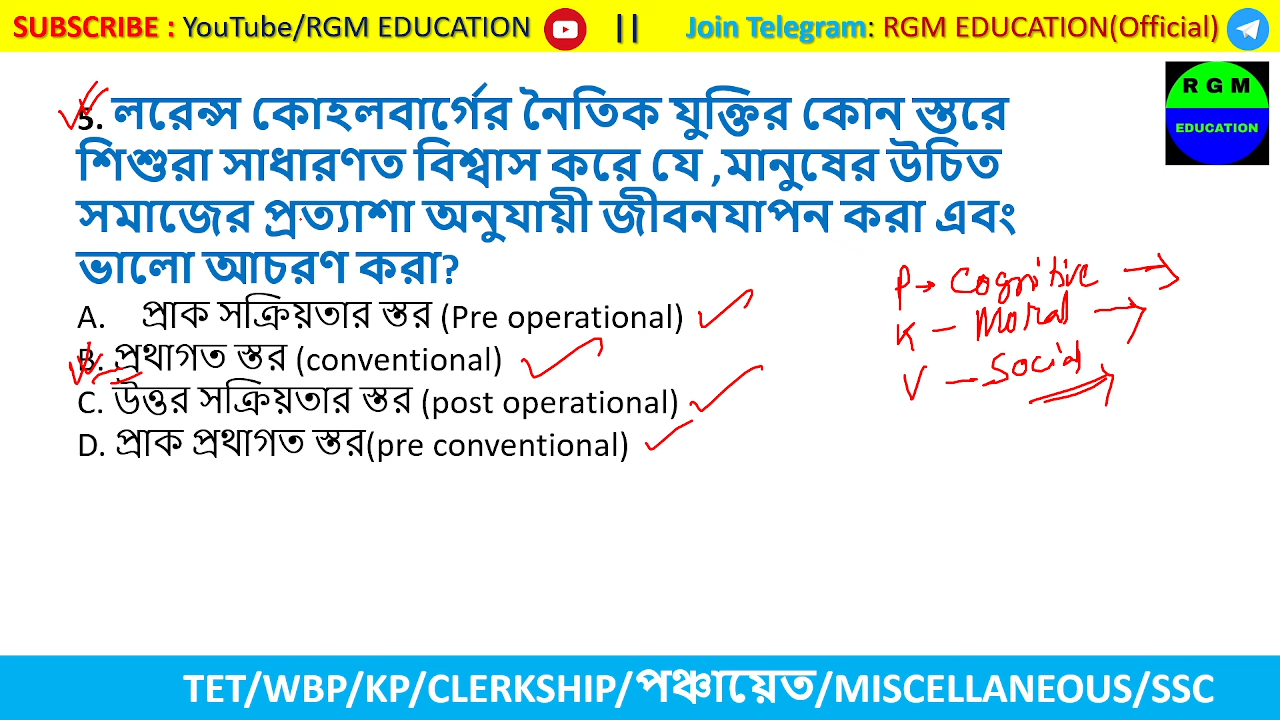 SUBSCRIBE : YouTube/RGM EDUCATION || Join Telegram: RGM EDUCATION(Official)
R G M
EDUCATION
5. লরেন্স কোহলবার্গের নৈতিক যুক্তির কোন স্তরে
শিশুরা সাধারণত বিশ্বাস করে যে ,মানুষের উচিত
সমাজের প্রত্যাশা অনুযায়ী জীবনযাপন করা এবং
ভালো আচরণ করা?
A. প্রাক সক্রিয়তার স্তর (Pre operational)
B. প্রথাগত স্তর (conventional)
C. উত্তর সক্রিয়তার স্তর (post operational)
D. প্রাক প্রথাগত স্তর(pre conventional)
P → Cognitive →
K – Moral →
V – Social →
TET/WBP/KP/CLERKSHIP/পঞ্চায়েত/MISCELLANEOUS/SSC